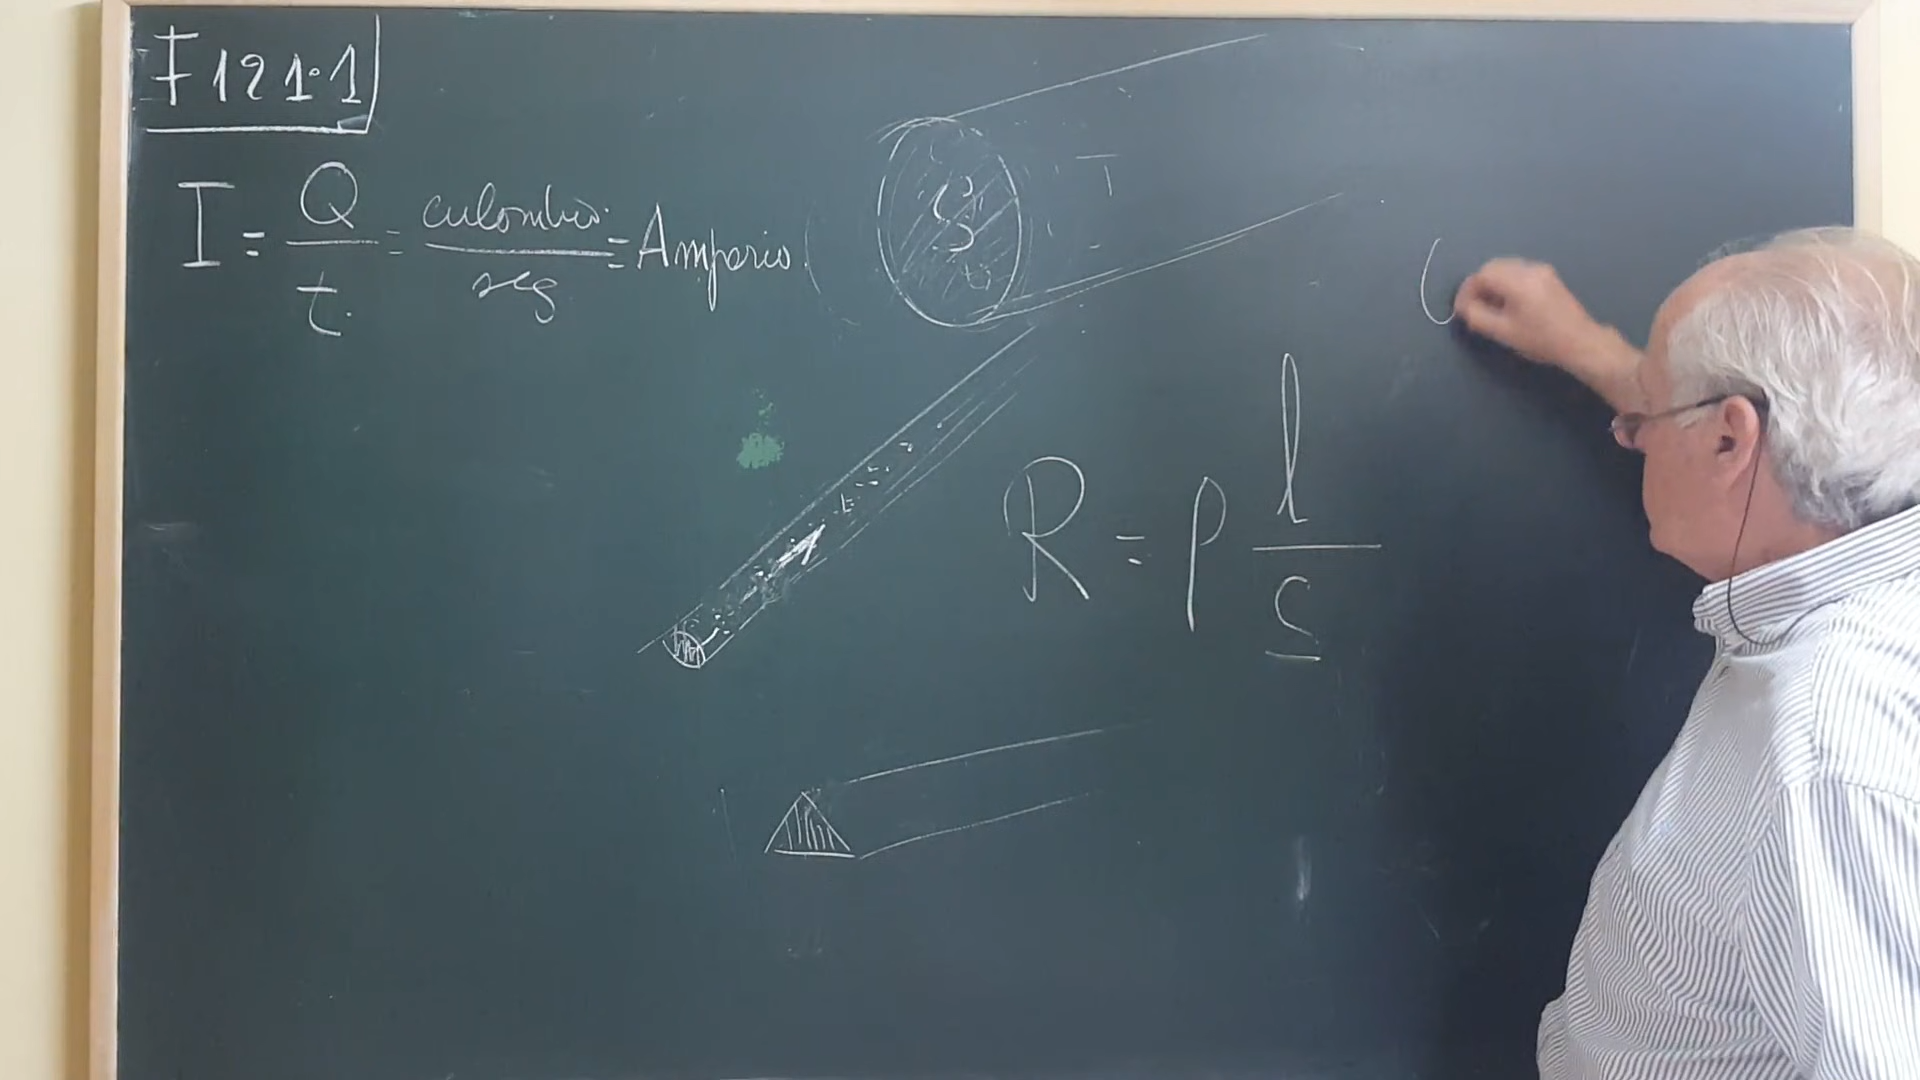 F121.1
I = Q/t. = culombio/seg = Amperio
S
R = ρ l/S